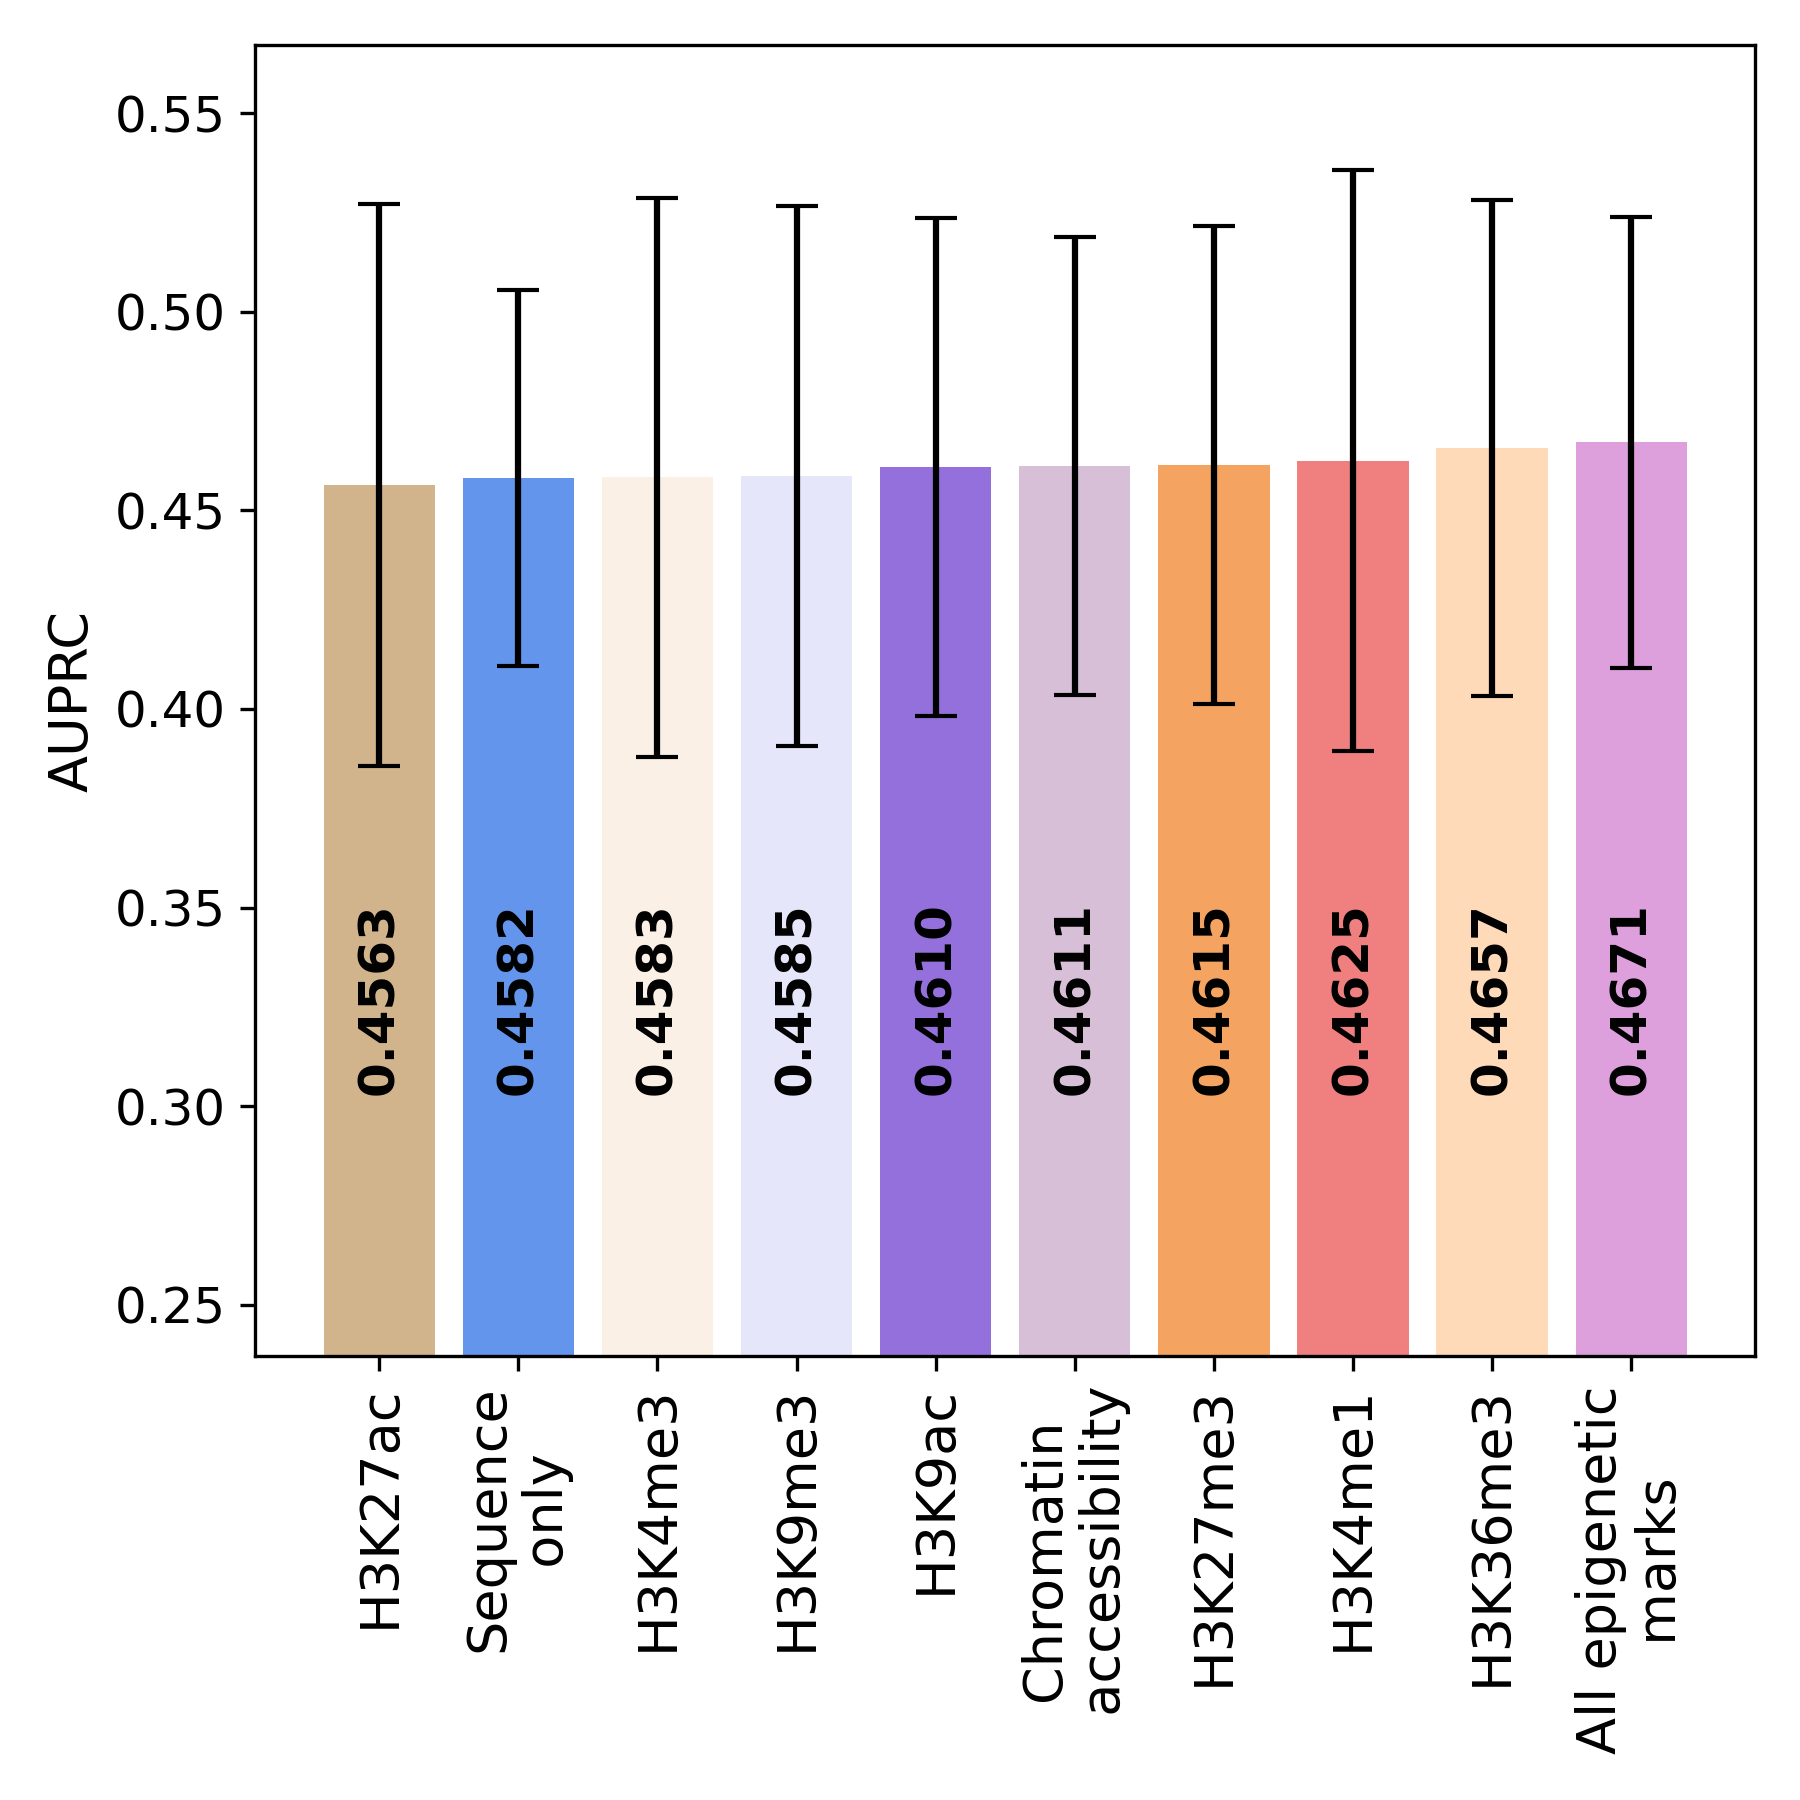 0.55
0.50
0.45
0.40
0.35
0.30
0.25
AUPRC
0.4563
0.4582
0.4583
0.4585
0.4610
0.4611
0.4615
0.4625
0.4657
0.4671
H3K27ac
Sequence
only
H3K4me3
H3K9me3
H3K9ac
Chromatin
accessibility
H3K27me3
H3K4me1
H3K36me3
All epigenetic
marks